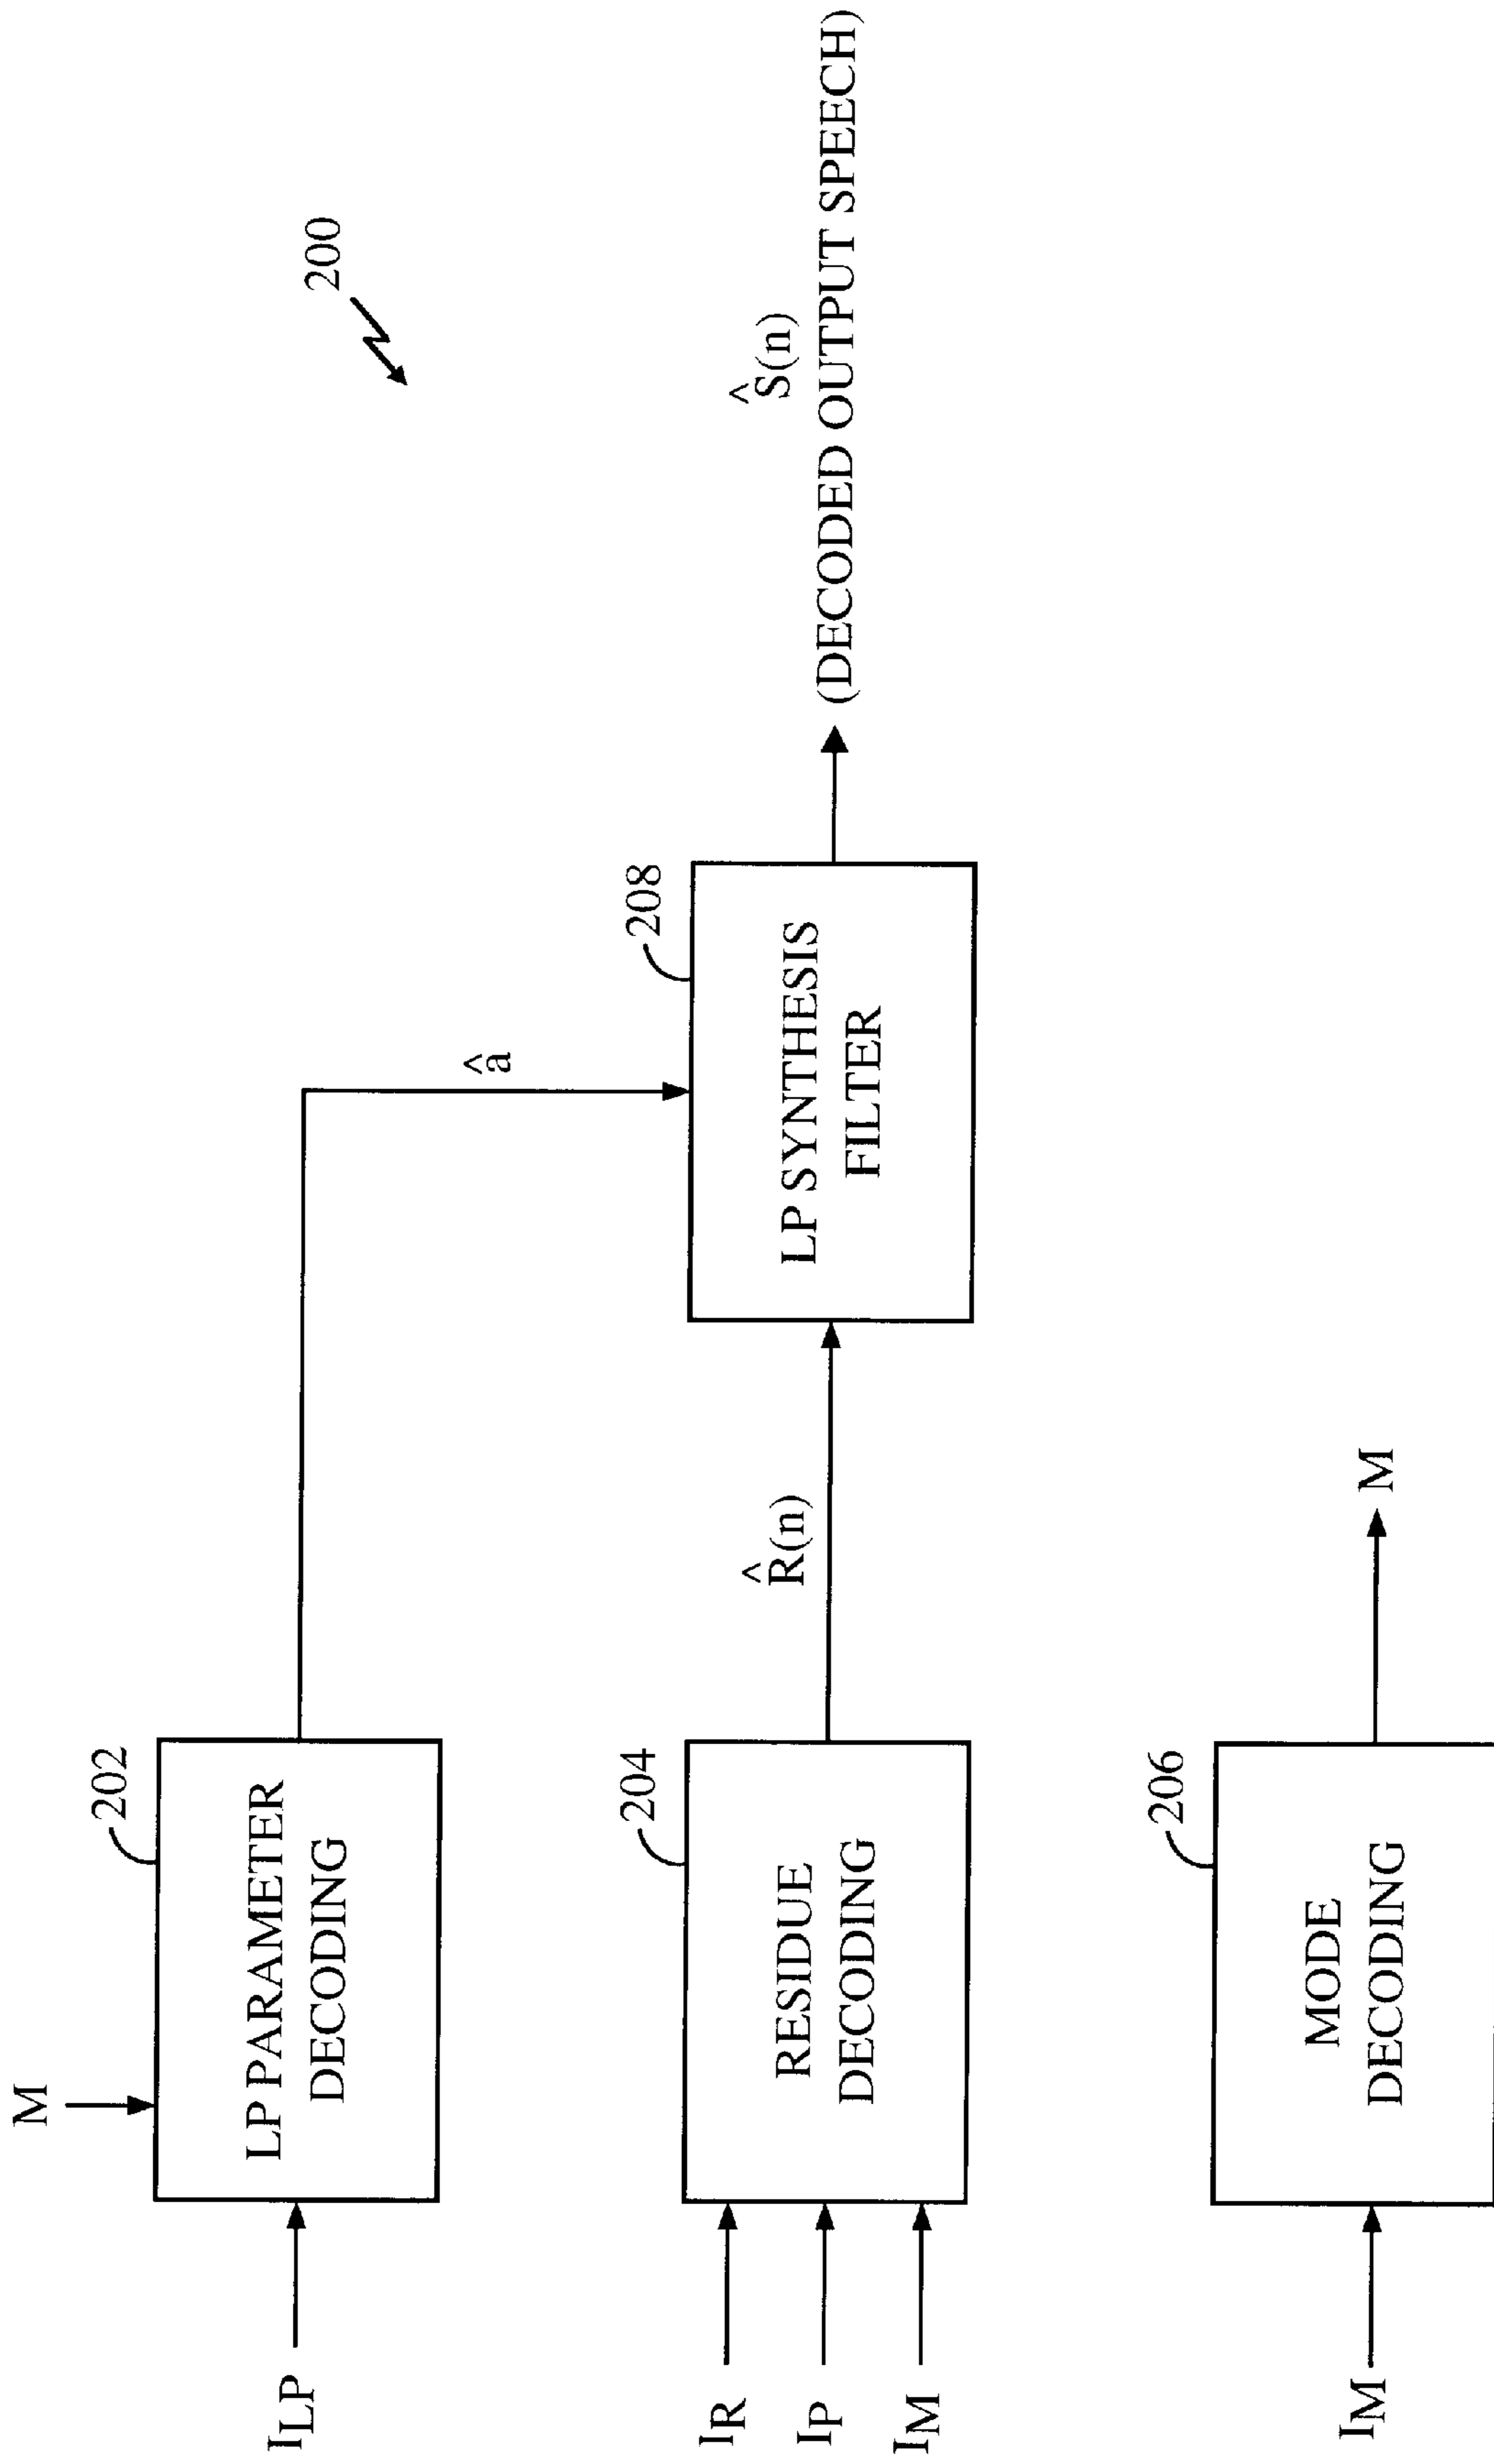 200
M
202
LP PARAMETER
DECODING
I_LP
â
208
LP SYNTHESIS
FILTER
Ŝ(n)
(DECODED OUTPUT SPEECH)
204
RESIDUE
DECODING
I_R
I_P
I_M
R̂(n)
206
MODE
DECODING
I_M
M